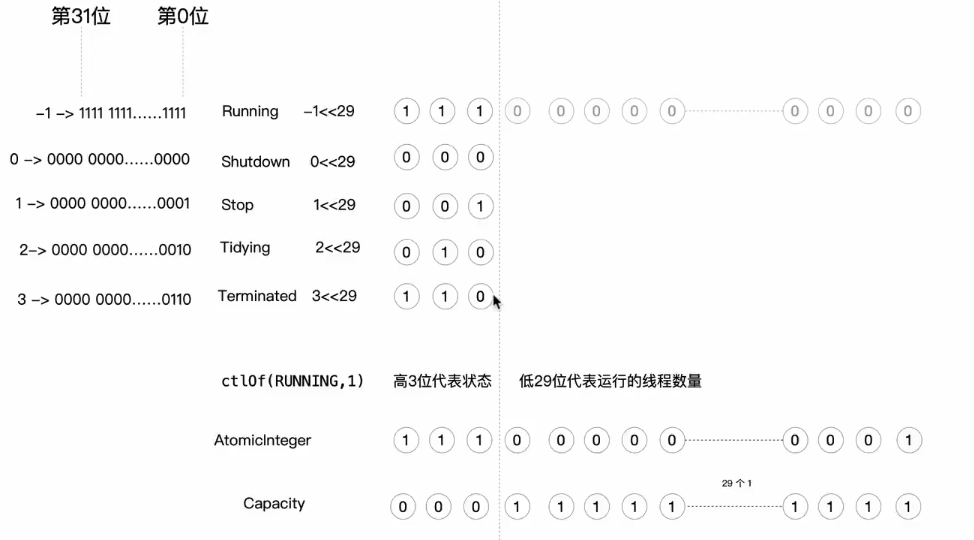 第31位 第0位
-1 -> 1111 1111......1111 Running -1<<29 1 1 1 0 0 0 0 0 0 0 0 0
0 -> 0000 0000......0000 Shutdown 0<<29 0 0 0
1 -> 0000 0000......0001 Stop 1<<29 0 0 1
2-> 0000 0000......0010 Tidying 2<<29 0 1 0
3 -> 0000 0000......0110 Terminated 3<<29 1 1 0
ctlOf(RUNNING,1) 高3位代表状态 低29位代表运行的线程数量
AtomicInteger 1 1 1 0 0 0 0 0 0 0 0 1
29 个 1
Capacity 0 0 0 1 1 1 1 1 1 1 1 1